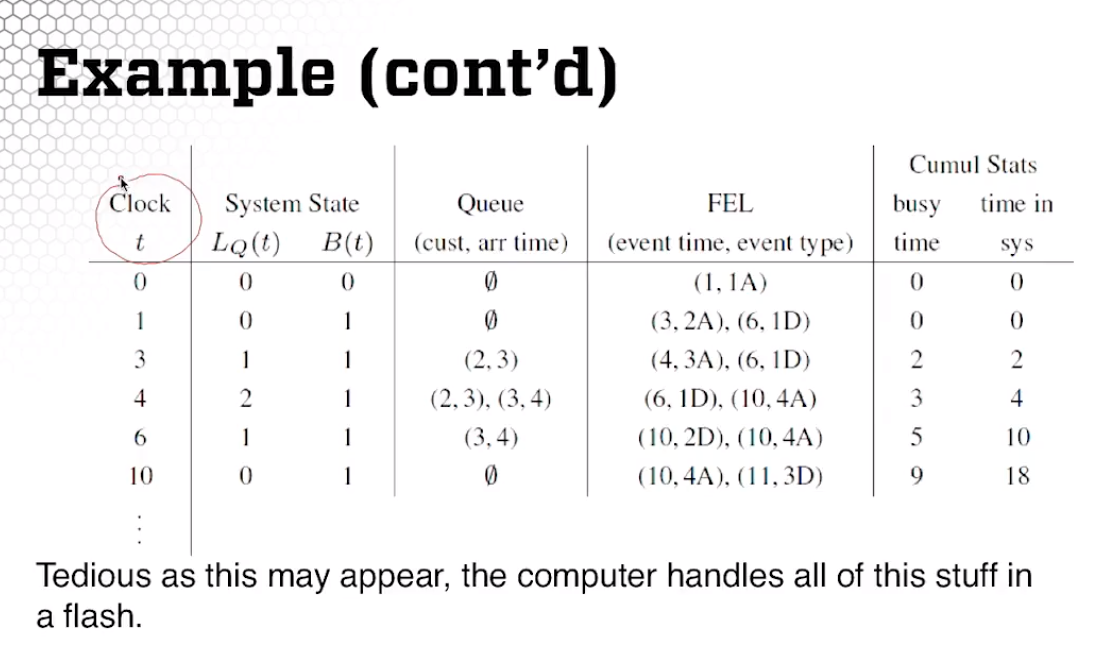 Example (cont’d)
Cumul Stats
Clock System State Queue FEL busy time in
t L_Q(t) B(t) (cust, arr time) (event time, event type) time sys
0 0 0 ∅ (1, 1A) 0 0
1 0 1 ∅ (3, 2A), (6, 1D) 0 0
3 1 1 (2, 3) (4, 3A), (6, 1D) 2 2
4 2 1 (2, 3), (3, 4) (6, 1D), (10, 4A) 3 4
6 1 1 (3, 4) (10, 2D), (10, 4A) 5 10
10 0 1 ∅ (10, 4A), (11, 3D) 9 18
⋮
Tedious as this may appear, the computer handles all of this stuff in
a flash.